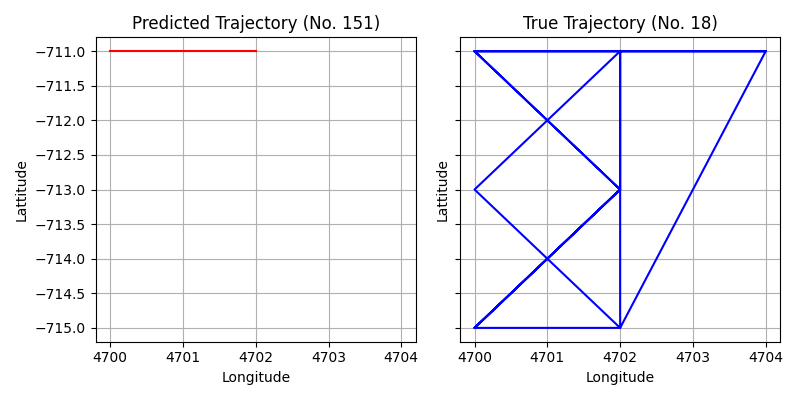 Predicted Trajectory (No. 151)
True Trajectory (No. 18)
−711.0
−711.5
−712.0
−712.5
−713.0
−713.5
−714.0
−714.5
−715.0
Lattitude
Lattitude
4700 4701 4702 4703 4704
4700 4701 4702 4703 4704
Longitude
Longitude